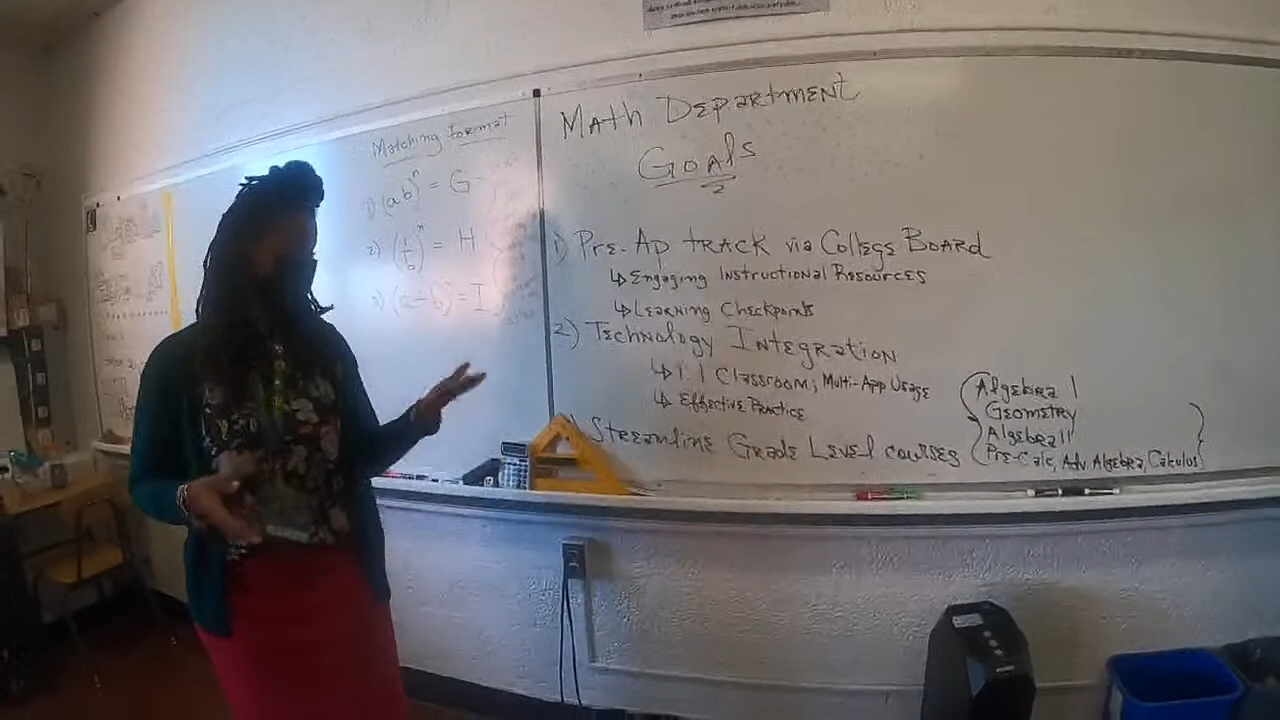 Matching Format
1) (ab)^n = G
2) = H
3) = I
Math Department
Goals
1) Pre-Ap track via College Board
↳ Engaging Instructional Resources
↳ Learning Checkpoints
2) Technology Integration
↳ 1:1 Classroom; Multi-App Usage
↳ Effective Practice
) Streamline Grade Level courses
Algebra 1
Geometry
Algebra 11
Pre-Calc, Adv. Algebra, Calculus